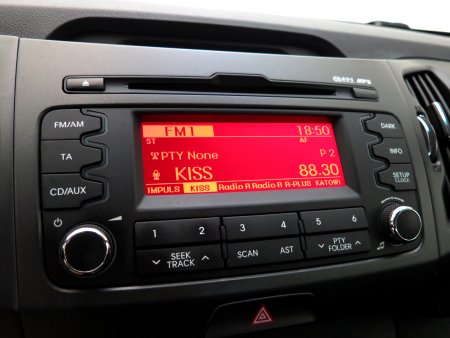 MP3
FM/AM
TA
CD/AUX
FM1 18:50
ST AF
PTY None P 2
KISS 88.30
IMPULS KISS Radio R Radio R R-PLUS KATOWI
DARK
INFO
SETUP
CLOCK
1 2 3 4 5 6
SEEK
TRACK
SCAN AST
PTY
FOLDER